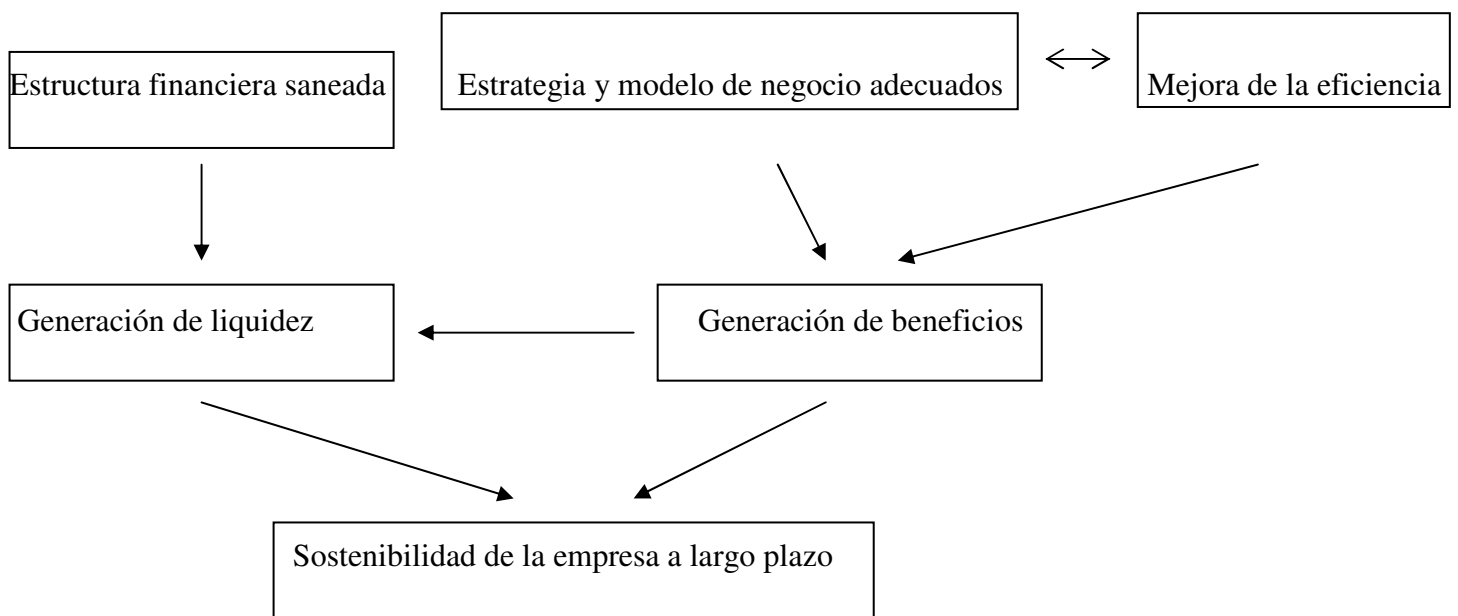 Estructura financiera saneada
Estrategia y modelo de negocio adecuados
Mejora de la eficiencia
Generación de liquidez
Generación de beneficios
Sostenibilidad de la empresa a largo plazo